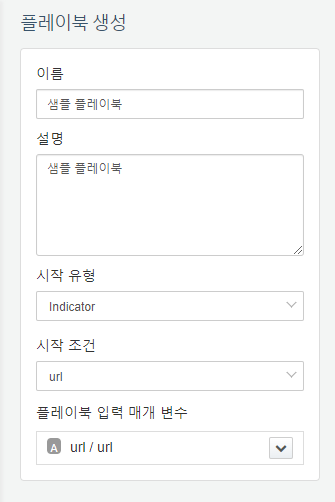 플레이북 생성
이름
샘플 플레이북
설명
샘플 플레이북
시작 유형
Indicator
시작 조건
url
플레이북 입력 매개 변수
A url / url